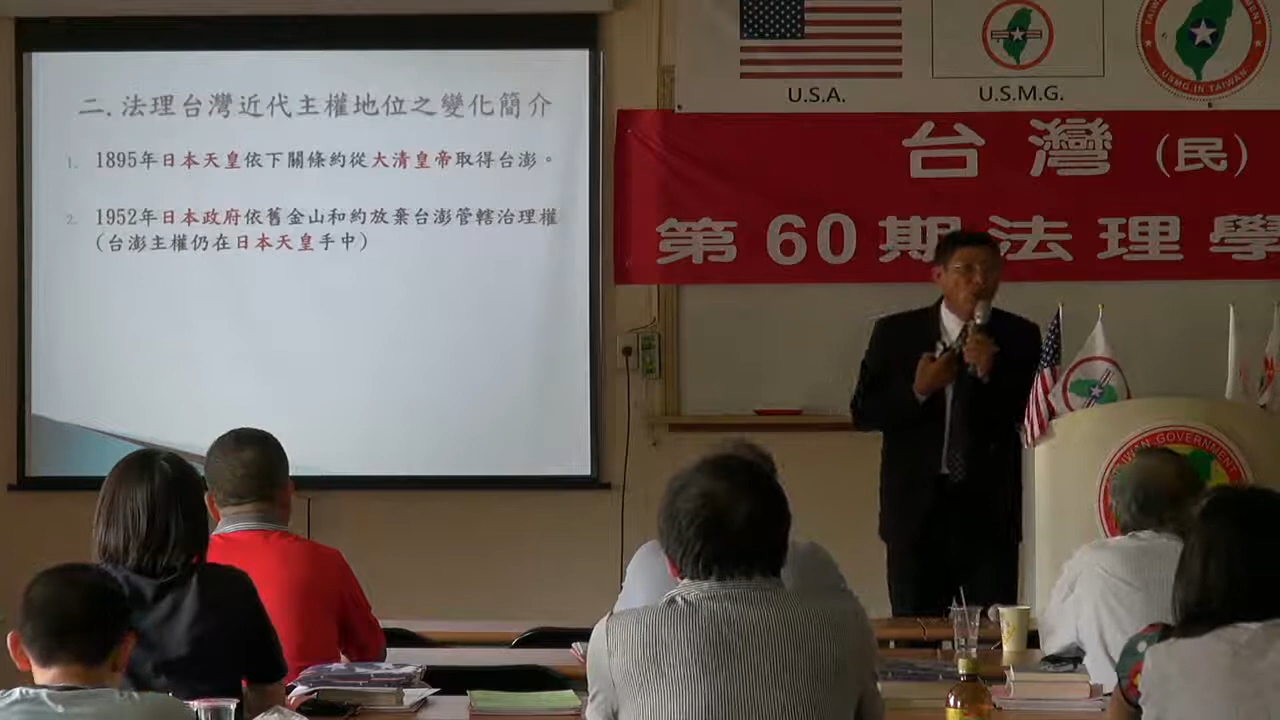 二.法理台灣近代主權地位之變化簡介
1. 1895年日本天皇依下關條約從大清皇帝取得台澎。
2. 1952年日本政府依舊金山和約放棄台澎管轄治理權
(台澎主權仍在日本天皇手中)
U.S.A.
U.S.M.G.
USMG IN TAIWAN
台灣(民)
第60期法理學
GOVERNMENT